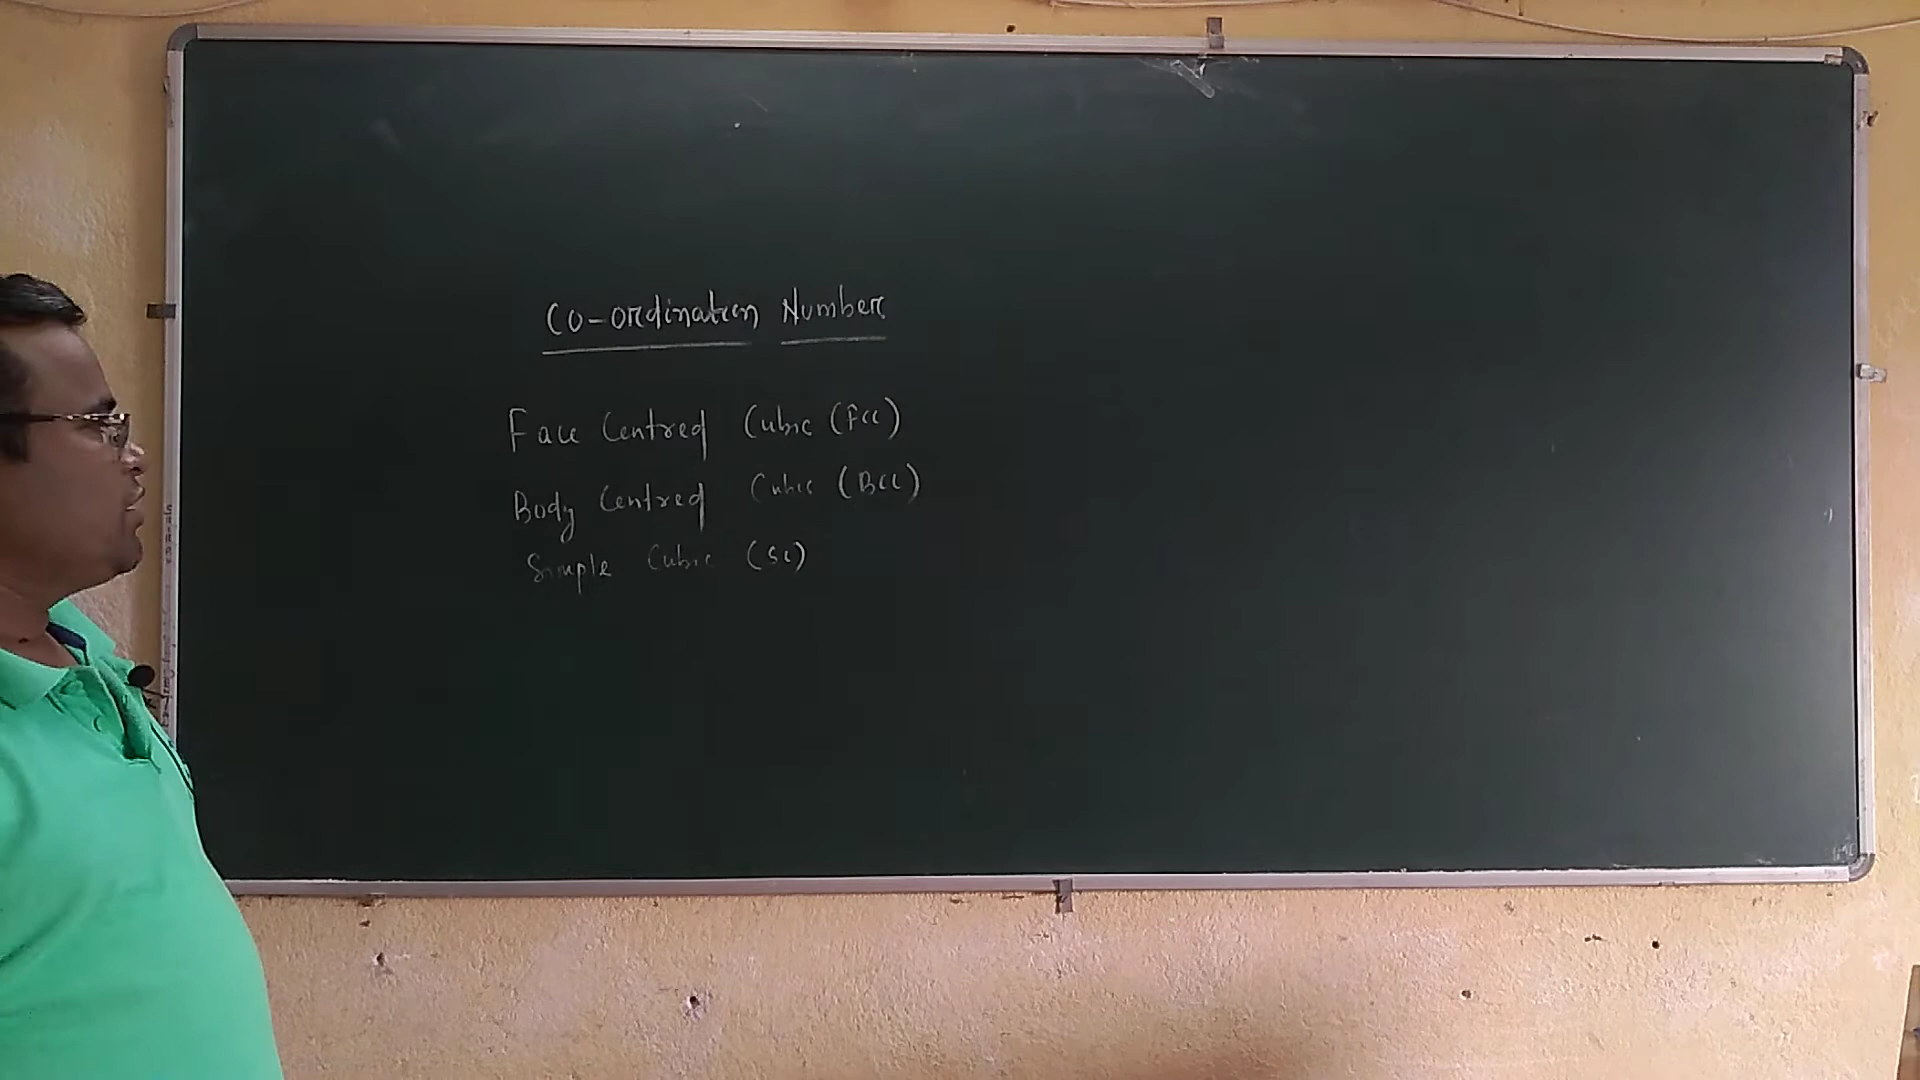 Co-ordination Number
Face Centred Cubic (Fcc)
Body Centred Cubic (Bcc)
Simple Cubic (Sc)